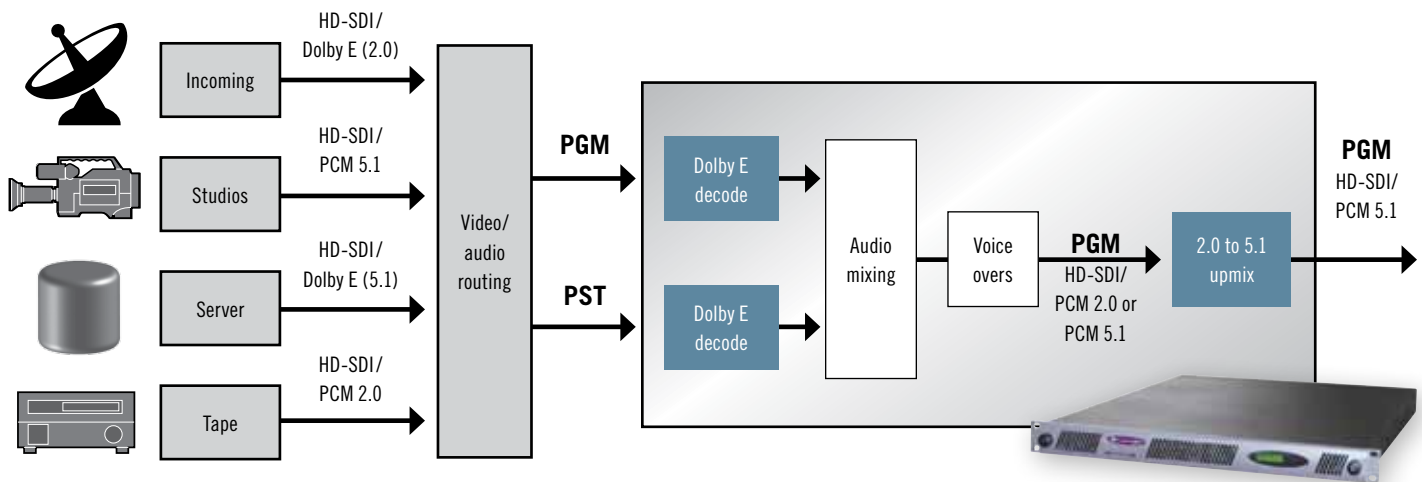 HD-SDI/
Dolby E (2.0)
Incoming
HD-SDI/
PCM 5.1
Studios
HD-SDI/
Dolby E (5.1)
Server
HD-SDI/
PCM 2.0
Tape
Video/
audio
routing
PGM
PST
Dolby E
decode
Dolby E
decode
Audio
mixing
Voice
overs
PGM
HD-SDI/
PCM 2.0 or
PCM 5.1
2.0 to 5.1
upmix
PGM
HD-SDI/
PCM 5.1